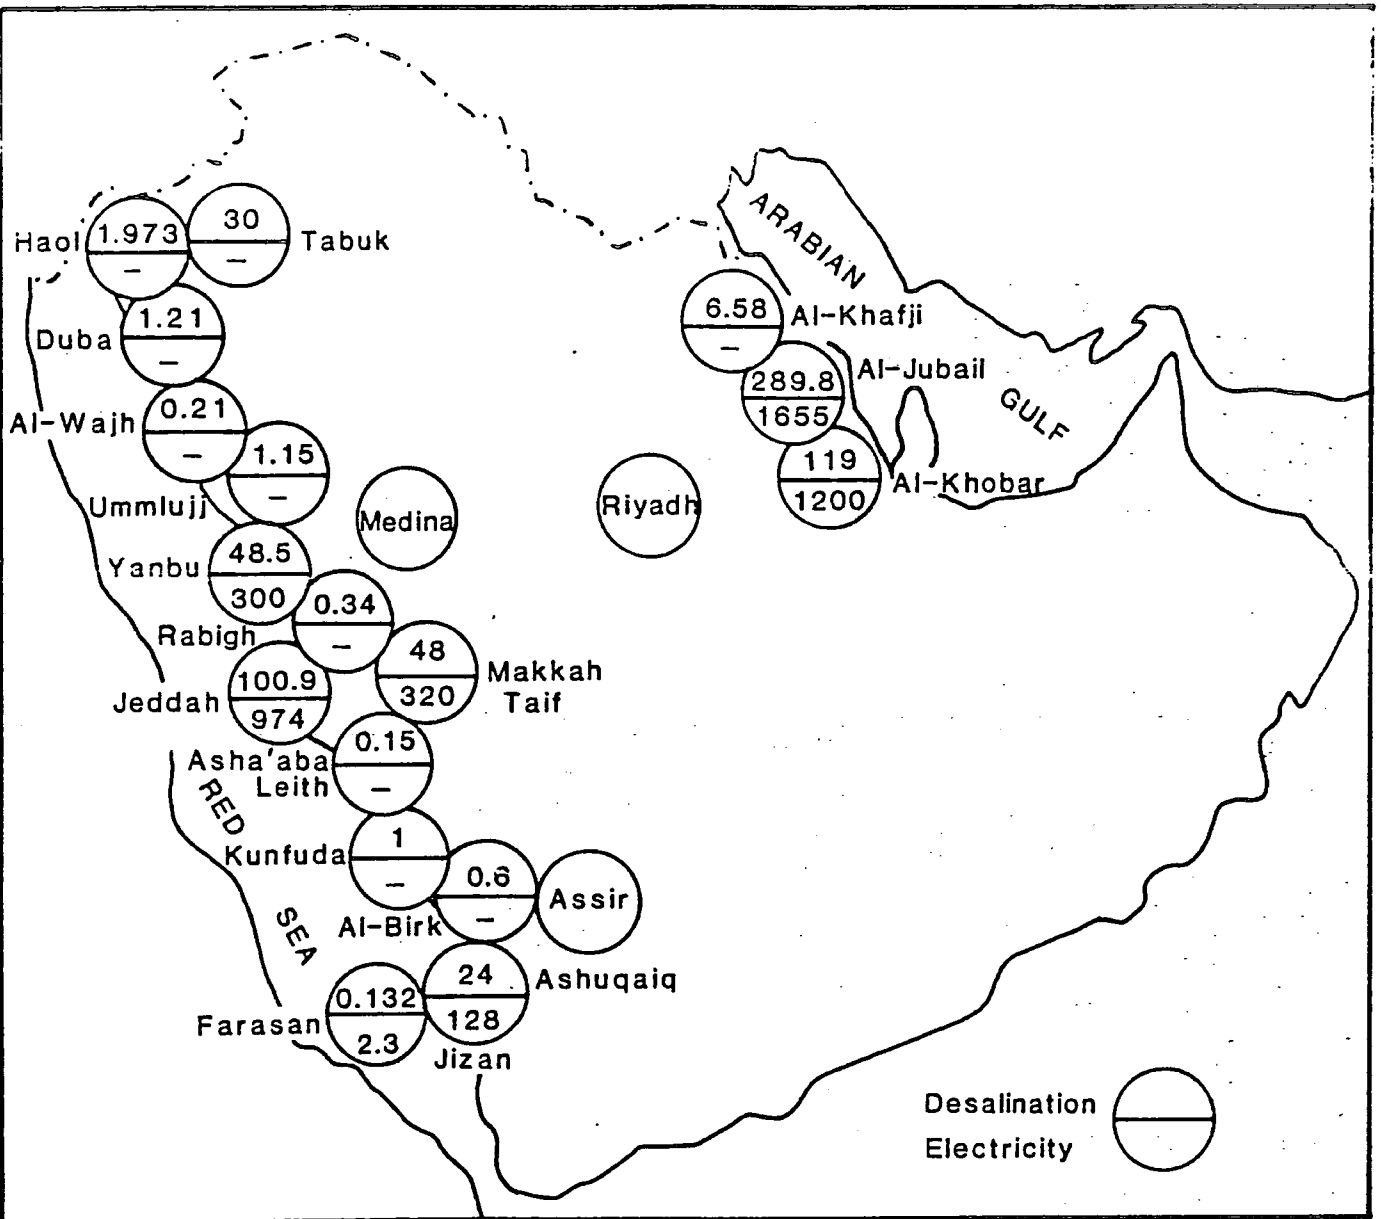 Haol
1.973
–
30
–
Tabuk
ARABIAN
GULF
Duba
1.21
–
6.58
–
Al-Khafji
Al-Wajh
0.21
–
289.8
1655
Al-Jubail
Ummlujj
1.15
–
119
1200
Al-Khobar
Medina
Riyadh
Yanbu
48.5
300
Rabigh
0.34
–
Jeddah
100.9
974
48
320
Makkah
Taif
Asha'aba
Leith
0.15
–
RED
SEA
Kunfuda
1
–
Al-Birk
0.6
–
Assir
Farasan
0.132
2.3
24
128
Ashuqaiq
Jizan
Desalination
Electricity